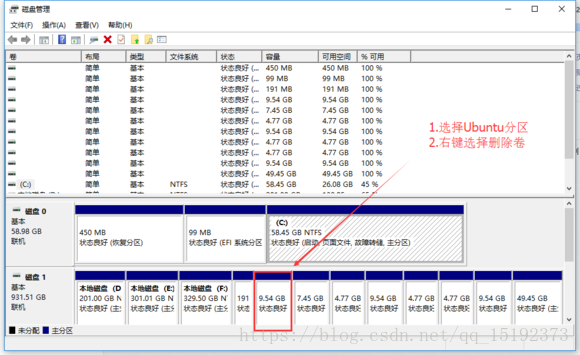 磁盘管理
文件(F) 操作(A) 查看(V) 帮助(H)
卷 布局 类型 文件系统 状态 容量 可用空间 % 可用
简单 基本 状态良好 (... 450 MB 450 MB 100 %
简单 基本 状态良好 (... 99 MB 99 MB 100 %
简单 基本 状态良好 (... 191 MB 191 MB 100 %
简单 基本 状态良好 (... 9.54 GB 9.54 GB 100 %
简单 基本 状态良好 (... 7.45 GB 7.45 GB 100 %
简单 基本 状态良好 (... 4.77 GB 4.77 GB 100 %
简单 基本 状态良好 (... 9.54 GB 9.54 GB 100 %
简单 基本 状态良好 (... 4.77 GB 4.77 GB 100 %
简单 基本 状态良好 (... 4.77 GB 4.77 GB 100 %
简单 基本 状态良好 (... 9.54 GB 9.54 GB 100 %
简单 基本 状态良好 (... 49.45 GB 49.45 GB 100 %
(C:) 简单 基本 NTFS 状态良好 (... 58.45 GB 26.08 GB 45 %
1.选择Ubuntu分区
2.右键选择删除卷
磁盘 0
基本
58.98 GB
联机
450 MB
状态良好 (恢复分区)
99 MB
状态良好 (EFI 系统分区
(C:)
58.45 GB NTFS
状态良好 (启动, 页面文件, 故障转储, 主分区)
磁盘 1
基本
931.51 GB
联机
本地磁盘 (D
201.00 GB N
状态良好 (主分
本地磁盘 (E:
301.01 GB N
状态良好 (主分
本地磁盘 (F:)
329.50 GB N
状态良好 (主分
191
状态
9.54 GB
状态良好
7.45 GB
状态良好
4.77 GB
状态良好
9.54 GB
状态良好
4.77 GB
状态良好
4.77 GB
状态良好
9.54 GB
状态良好
49.45 GB
状态良好 (主
未分配 主分区
https://blog.csdn.net/qq_15192373